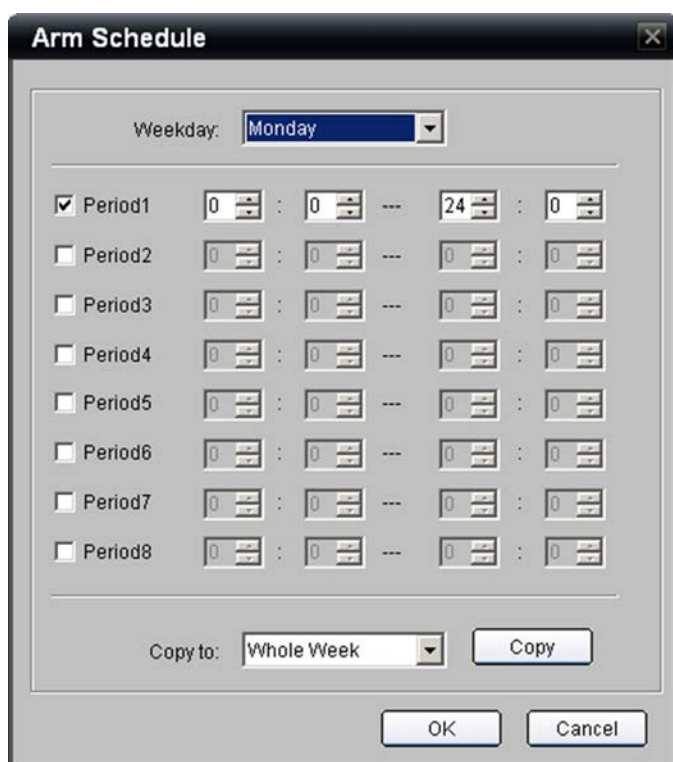 Arm Schedule
Weekday: Monday
Period1 0 : 0 --- 24 : 0
Period2 0 : 0 --- 0 : 0
Period3 0 : 0 --- 0 : 0
Period4 0 : 0 --- 0 : 0
Period5 0 : 0 --- 0 : 0
Period6 0 : 0 --- 0 : 0
Period7 0 : 0 --- 0 : 0
Period8 0 : 0 --- 0 : 0
Copy to: Whole Week Copy
OK Cancel